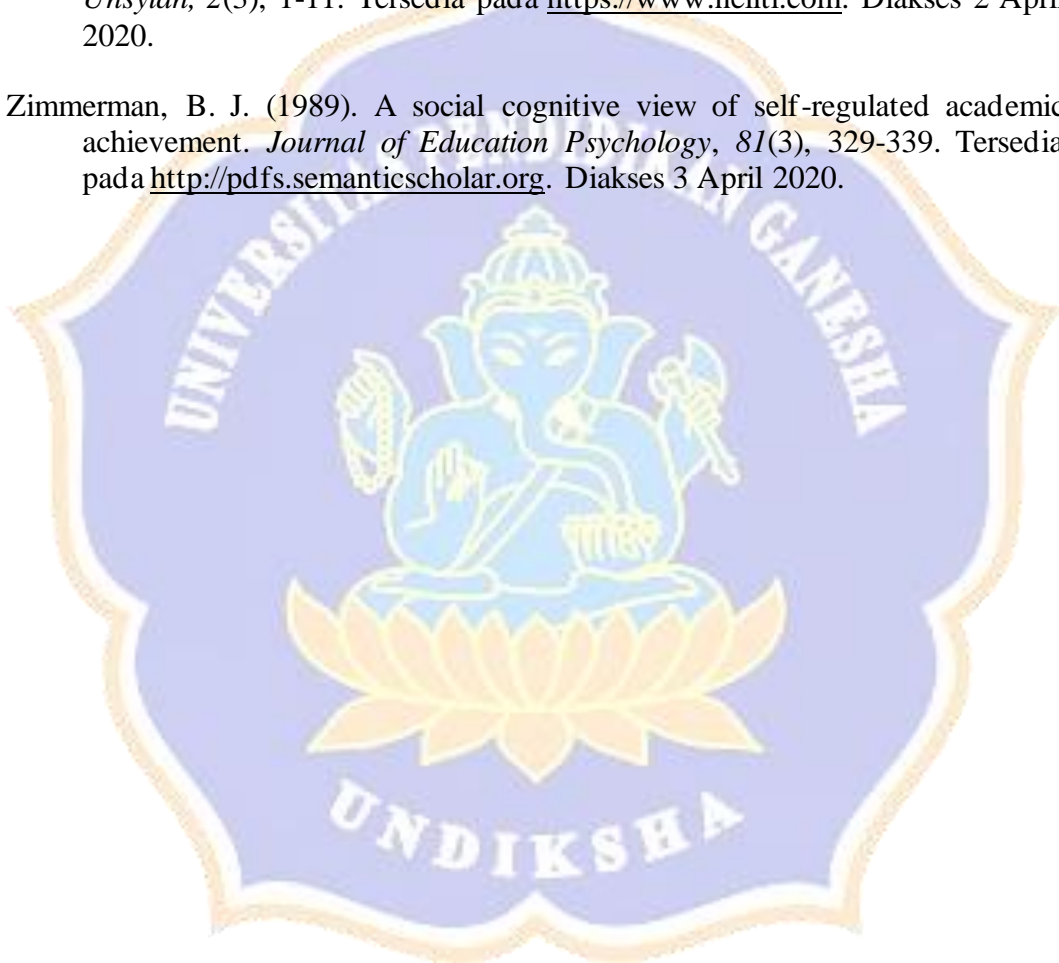 Unsyiah, 2(3), 1-11. Tersedia pada https://www.neliti.com. Diakses 2 April
2020.
Zimmerman, B. J. (1989). A social cognitive view of self-regulated academic
achievement. Journal of Education Psychology, 81(3), 329-339. Tersedia
pada http://pdfs.semanticscholar.org. Diakses 3 April 2020.
UNIVERSITAS PENDIDIKAN GANESHA
UNDIKSHA